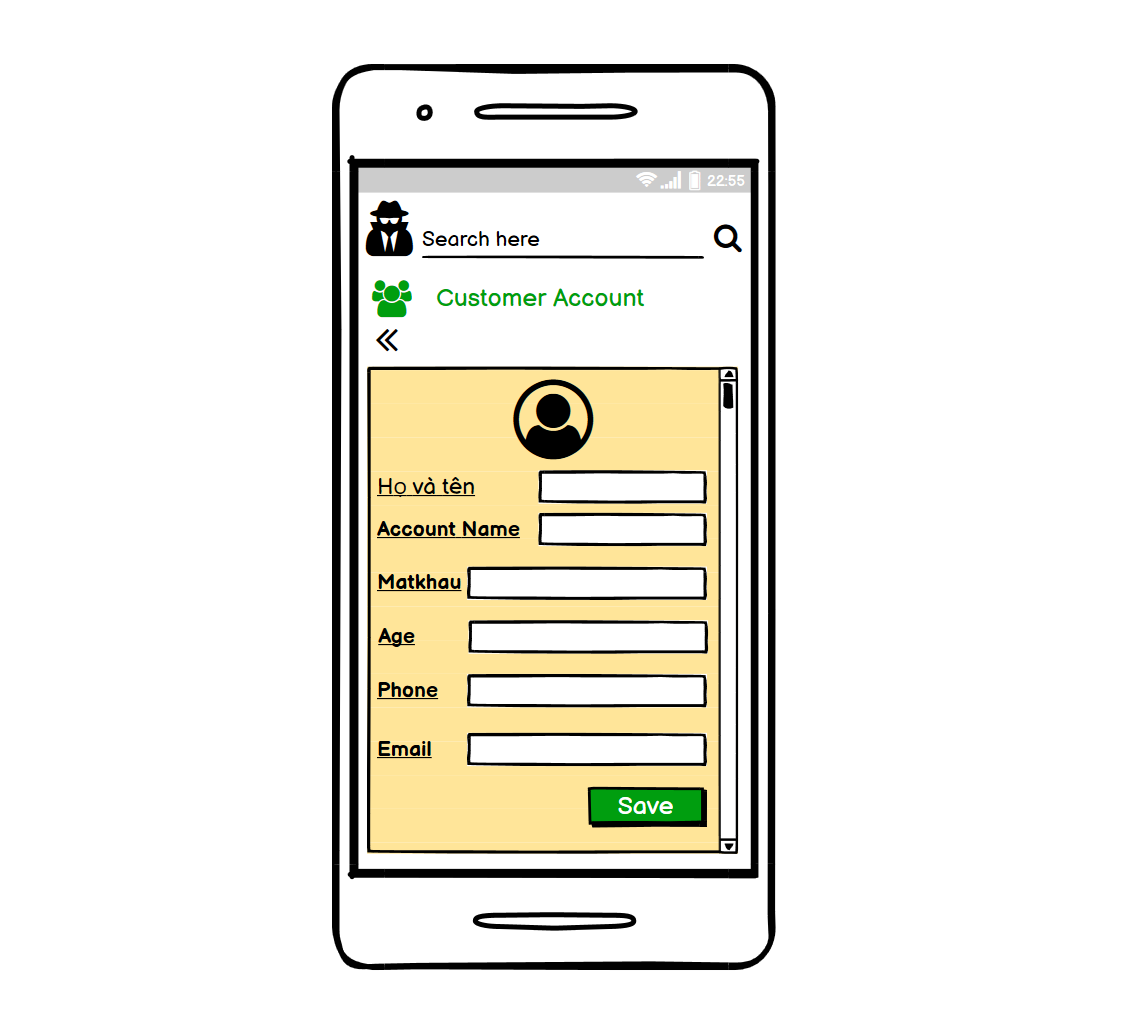 22:55
Search here
Customer Account
Họ và tên
Account Name
Matkhau
Age
Phone
Email
Save